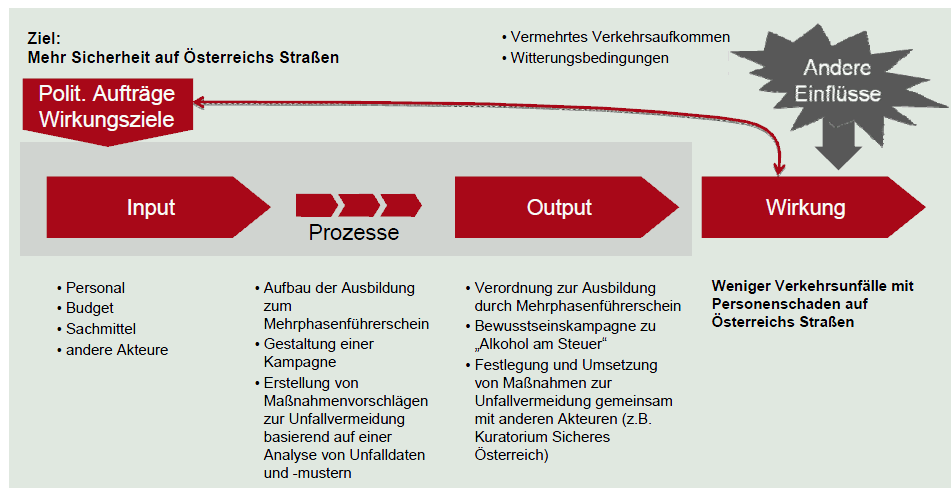 Ziel:
Mehr Sicherheit auf Österreichs Straßen
• Vermehrtes Verkehrsaufkommen
• Witterungsbedingungen
Andere
Einflüsse
Polit. Aufträge
Wirkungsziele
Input
Prozesse
Output
Wirkung
• Personal
• Budget
• Sachmittel
• andere Akteure
• Aufbau der Ausbildung
zum
Mehrphasenführerschein
• Gestaltung einer
Kampagne
• Erstellung von
Maßnahmenvorschlägen
zur Unfallvermeidung
basierend auf einer
Analyse von Unfalldaten
und -mustern
• Verordnung zur Ausbildung
durch Mehrphasenführerschein
• Bewusstseinskampagne zu
„Alkohol am Steuer“
• Festlegung und Umsetzung
von Maßnahmen zur
Unfallvermeidung gemeinsam
mit anderen Akteuren (z.B.
Kuratorium Sicheres
Österreich)
Weniger Verkehrsunfälle mit
Personenschaden auf
Österreichs Straßen